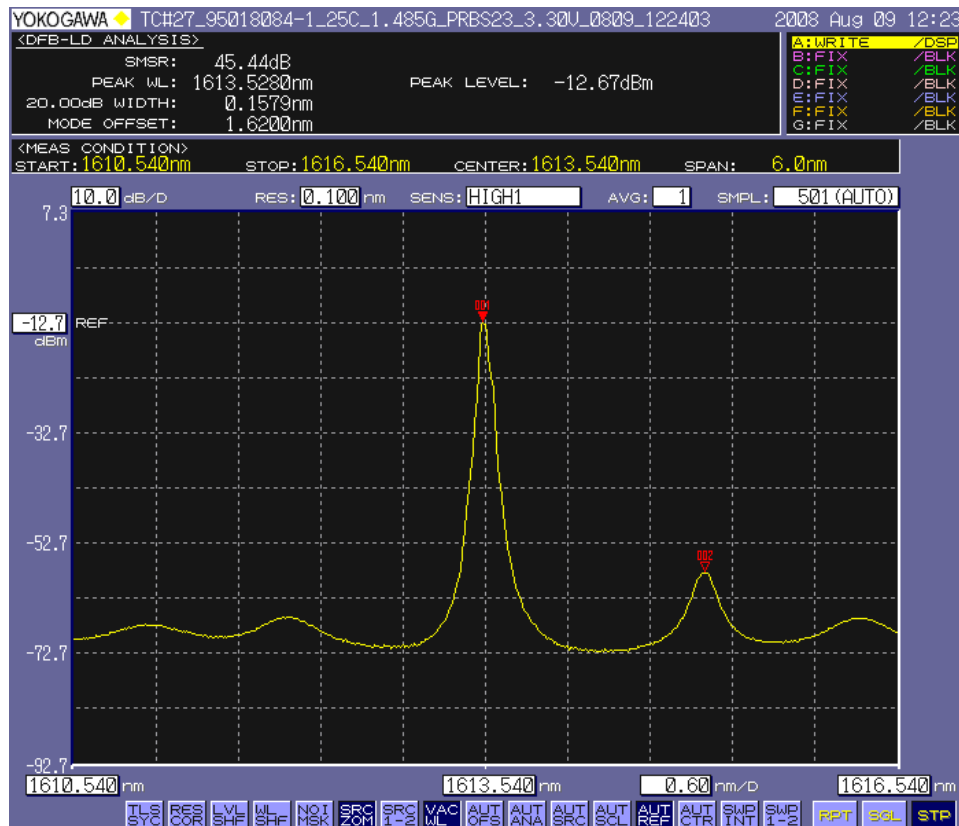 YOKOGAWA TC#27_95018084-1_25C_1.485G_PRBS23_3.30V_0809_122403 2008 Aug 09 12:23
<DFB-LD ANALYSIS>
SMSR: 45.44dB
PEAK WL: 1613.5280nm PEAK LEVEL: -12.67dBm
20.00dB WIDTH: 0.1579nm
MODE OFFSET: 1.6200nm
A:WRITE /DSP
B:FIX /BLK
C:FIX /BLK
D:FIX /BLK
E:FIX /BLK
F:FIX /BLK
G:FIX /BLK
<MEAS CONDITION>
START:1610.540nm STOP:1616.540nm CENTER:1613.540nm SPAN: 6.0nm
10.0 dB/D RES: 0.100 nm SENS: HIGH1 AVG: 1 SMPL: 501(AUTO)
7.3
001
-12.7 REF
dBm
-32.7
-52.7
002
-72.7
-92.7
1610.540 nm 1613.540 nm 0.60 nm/D 1616.540 nm
TLS RES LVL WL NOI SRC SRC VAC AUT AUT AUT AUT AUT AUT SWP SWP RPT SGL STP
SYC COR SHF SHF MSK ZOM 1-2 WL OFS ANA SRC SCL REF CTR INT 1-2